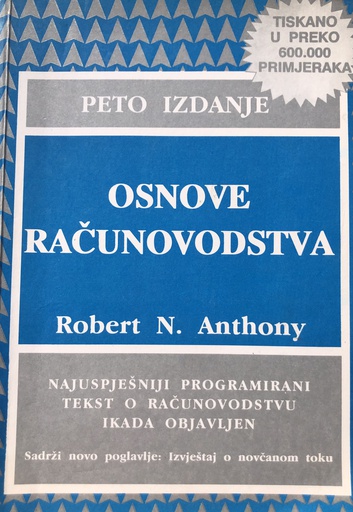 TISKANO
U PREKO
600.000
PRIMJERAKA
PETO IZDANJE
OSNOVE
RAČUNOVODSTVA
Robert N. Anthony
NAJUSPJEŠNIJI PROGRAMIRANI
TEKST O RAČUNOVODSTVU
IKADA OBJAVLJEN
Sadrži novo poglavlje: Izvještaj o novčanom toku